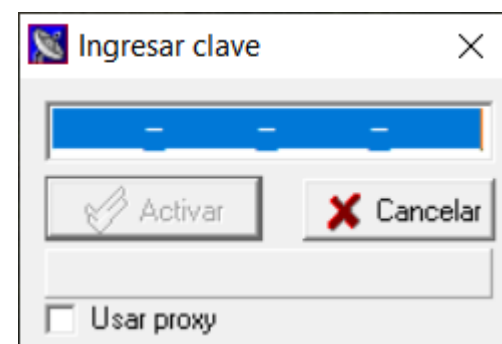 Ingresar clave
- - -
Activar
Cancelar
Usar proxy